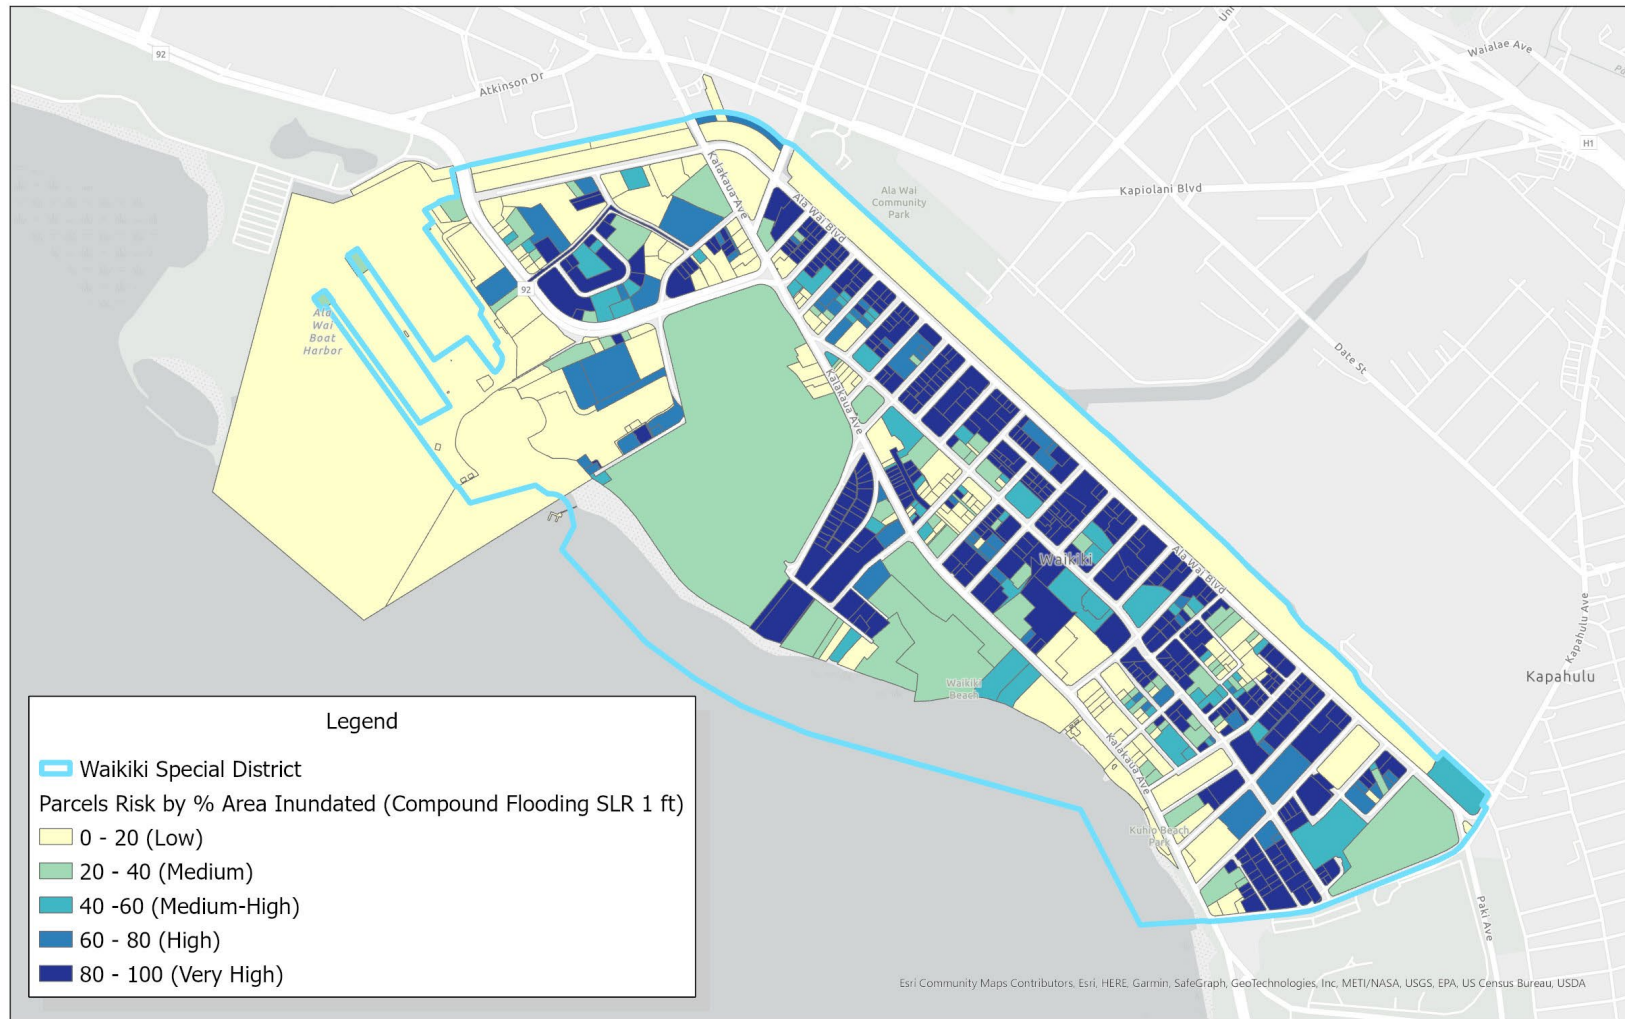 Uni
Waialae Ave
Pa
92
Atkinson Dr
H1
Kalakaua Ave
Ala Wai
Community
Park
Kapiolani Blvd
Ala Wai Blvd
92
Ala
Wai
Boat
Harbor
Date St
Kalakaua Ave
Waikiki
Ala Wai Blvd
Kapahulu Ave
Kapahulu
Waikiki
Beach
Kalakaua Ave
Kuhio Beach
Park
Paki Ave
Legend
Waikiki Special District
Parcels Risk by % Area Inundated (Compound Flooding SLR 1 ft)
0 - 20 (Low)
20 - 40 (Medium)
40 -60 (Medium-High)
60 - 80 (High)
80 - 100 (Very High)
Esri Community Maps Contributors, Esri, HERE, Garmin, SafeGraph, GeoTechnologies, Inc, METI/NASA, USGS, EPA, US Census Bureau, USDA